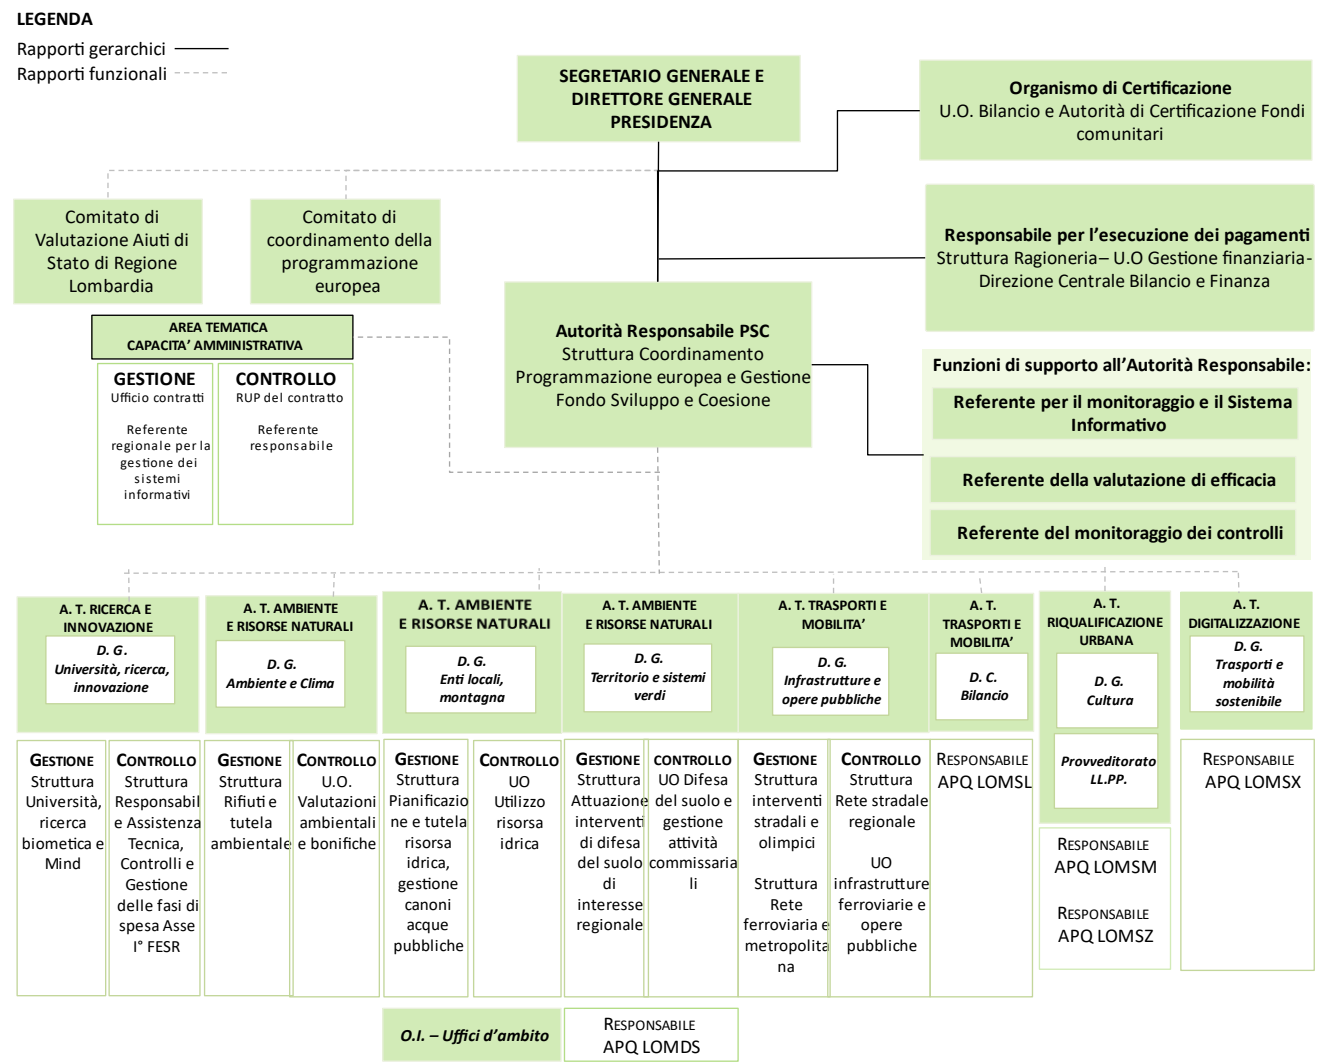 LEGENDA
Rapporti gerarchici
Rapporti funzionali
SEGRETARIO GENERALE E
DIRETTORE GENERALE
PRESIDENZA
Organismo di Certificazione
U.O. Bilancio e Autorità di Certificazione Fondi
comunitari
Comitato di
Valutazione Aiuti di
Stato di Regione
Lombardia
Comitato di
coordinamento della
programmazione
europea
Responsabile per l'esecuzione dei pagamenti
Struttura Ragioneria– U.O Gestione finanziaria-
Direzione Centrale Bilancio e Finanza
AREA TEMATICA
CAPACITA' AMMINISTRATIVA
GESTIONE
Ufficio contratti
Referente
regionale per la
gestione dei
sistemi
informativi
CONTROLLO
RUP del contratto
Referente
responsabile
Autorità Responsabile PSC
Struttura Coordinamento
Programmazione europea e Gestione
Fondo Sviluppo e Coesione
Funzioni di supporto all'Autorità Responsabile:
Referente per il monitoraggio e il Sistema
Informativo
Referente della valutazione di efficacia
Referente del monitoraggio dei controlli
A. T. RICERCA E
INNOVAZIONE
D. G.
Università, ricerca,
innovazione
A. T. AMBIENTE
E RISORSE NATURALI
D. G.
Ambiente e Clima
A. T. AMBIENTE
E RISORSE NATURALI
D. G.
Enti locali,
montagna
A. T. AMBIENTE
E RISORSE NATURALI
D. G.
Territorio e sistemi
verdi
A. T. TRASPORTI E
MOBILITA'
D. G.
Infrastrutture e
opere pubbliche
A. T.
TRASPORTI E
MOBILITA'
D. C.
Bilancio
A. T.
RIQUALIFICAZIONE
URBANA
D. G.
Cultura
Provveditorato
LL.PP.
A. T.
DIGITALIZZAZIONE
D. G.
Trasporti e
mobilità
sostenibile
GESTIONE
Struttura
Università,
ricerca
biometica e
Mind
CONTROLLO
Struttura
Responsabil
e Assistenza
Tecnica,
Controlli e
Gestione
delle fasi di
spesa Asse
I° FESR
GESTIONE
Struttura
Rifiuti e
tutela
ambientale
CONTROLLO
U.O.
Valutazioni
ambientali
e bonifiche
GESTIONE
Struttura
Pianificazio
ne e tutela
risorsa
idrica,
gestione
canoni
acque
pubbliche
CONTROLLO
UO
Utilizzo
risorsa
idrica
GESTIONE
Struttura
Attuazione
interventi
di difesa
del suolo
di
interesse
regionale
CONTROLLO
UO Difesa
del suolo e
gestione
attività
commissaria
li
GESTIONE
Struttura
interventi
stradali e
olimpici
Struttura
Rete
ferroviaria e
metropolita
na
CONTROLLO
Struttura
Rete stradale
regionale
UO
infrastrutture
ferroviarie e
opere
pubbliche
RESPONSABILE
APQ LOMSL
RESPONSABILE
APQ LOMSM
RESPONSABILE
APQ LOMSZ
RESPONSABILE
APQ LOMSX
O.I. – Uffici d'ambito
RESPONSABILE
APQ LOMDS